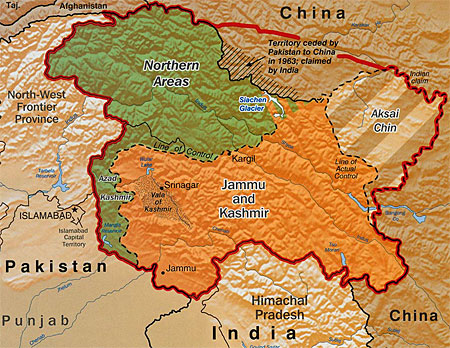 Taj.
Afghanistan
China
Territory ceded by
Pakistan to China
in 1963; claimed
by India
Indian claim
Northern
Areas
North-West
Frontier
Province
Siachen
Glacier
Aksai
Chin
Line of Control
Kargil
Line of
Actual
Control
Azad
Kashmir
Srinagar
Vale of
Kashmir
Jammu
and
Kashmir
ISLAMABAD
Islamabad
Capital
Territory
Pakistan
Jammu
Himachal
Pradesh
Punjab
India
China